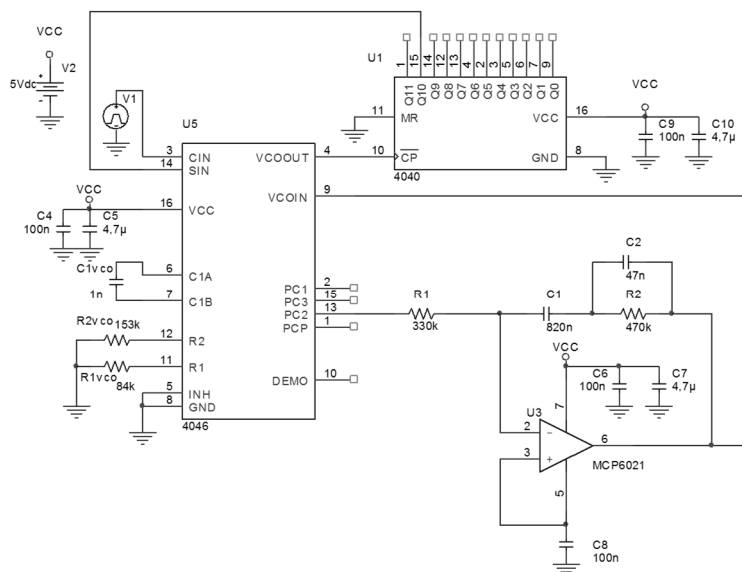 VCC
V2
5Vdc
V1
U1
1
15
14
12
13
4
2
3
5
6
7
9
Q11
Q10
Q9
Q8
Q7
Q6
Q5
Q4
Q3
Q2
Q1
Q0
11 MR
VCC 16
10 CP
GND 8
4040
VCC
C9
100n
C10
4,7µ
U5
3 CIN
14 SIN
VCOOUT 4
VCOIN 9
16 VCC
VCC
C4
100n
C5
4,7µ
C1vco
1n
6 C1A
7 C1B
PC1 2
PC3 15
PC2 13
PCP 1
R2vco 153k
12 R2
R1vco 84k
11 R1
5 INH
8 GND
DEMO 10
4046
R1
330k
C1
820n
C2
47n
R2
470k
VCC
C6
100n
C7
4,7µ
U3
7
2
3
6
5
MCP6021
C8
100n